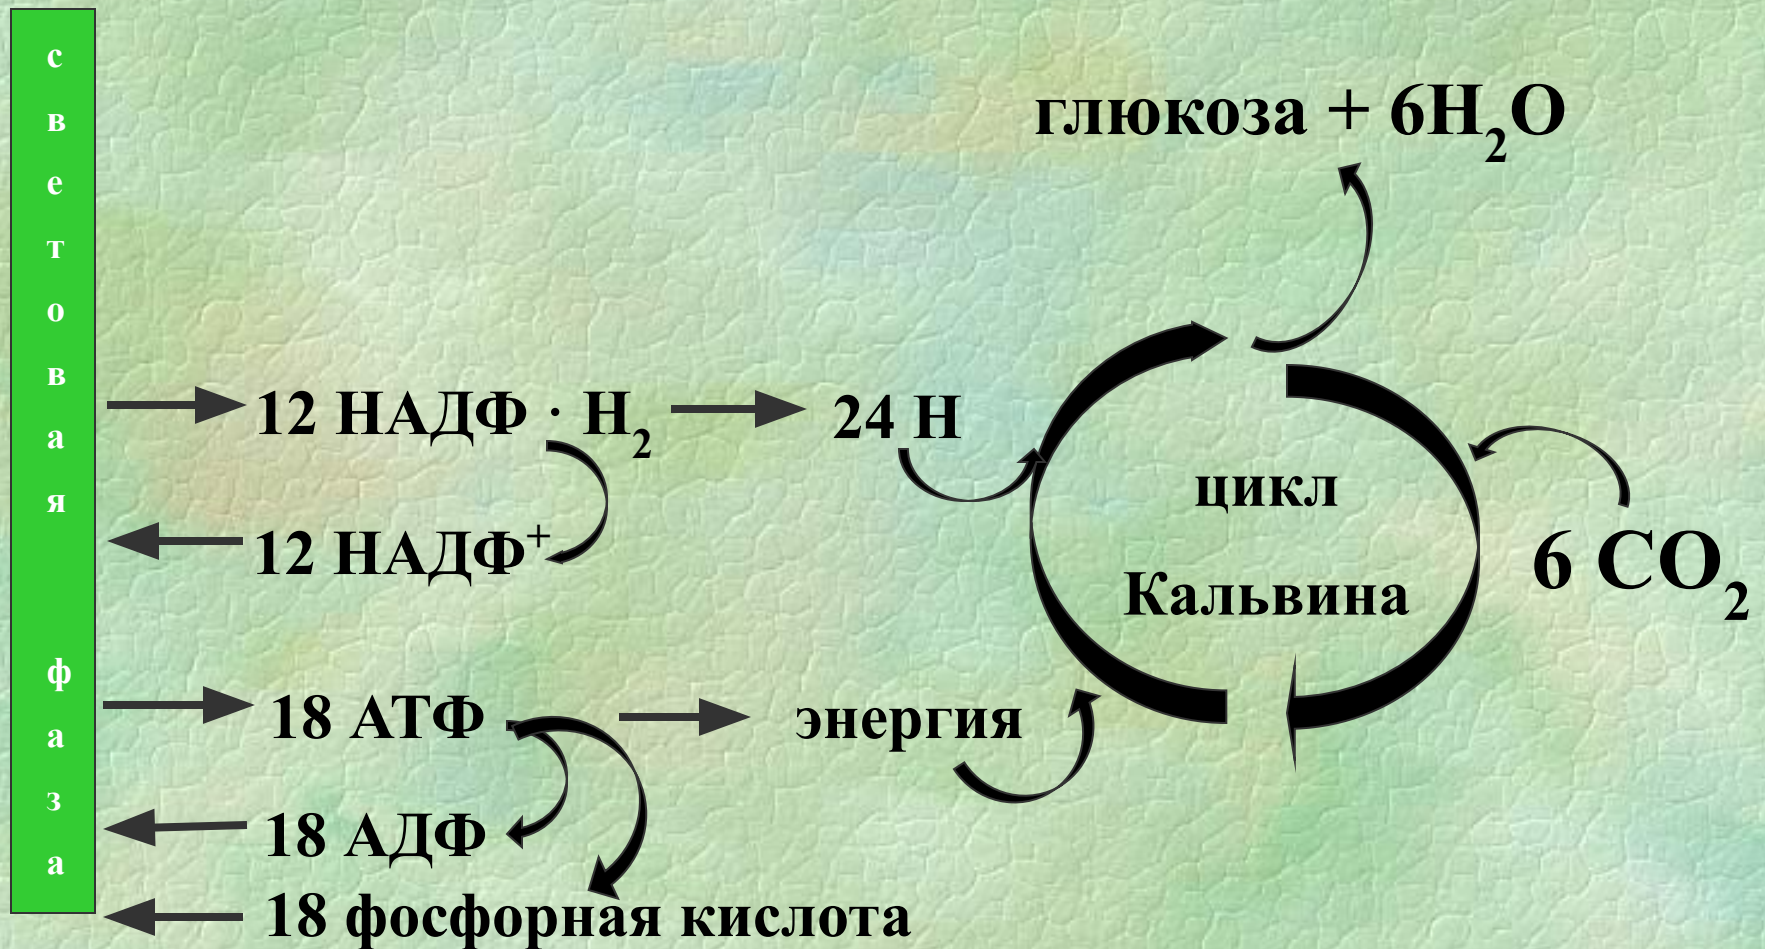 световая фаза
глюкоза + 6H₂O
12 НАДФ · H₂
24 H
12 НАДФ⁺
цикл
Кальвина
6 CO₂
18 АТФ
энергия
18 АДФ
18 фосфорная кислота